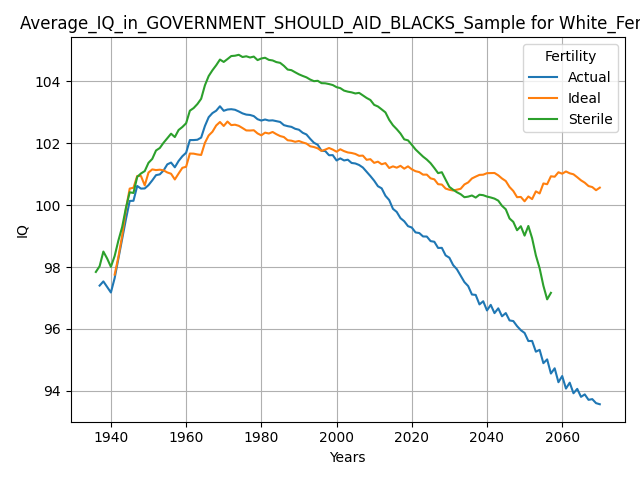 Average_IQ_in_GOVERNMENT_SHOULD_AID_BLACKS_Sample for White_Fer
Fertility
Actual
Ideal
Sterile
104
102
100
98
96
94
IQ
1940 1960 1980 2000 2020 2040 2060
Years